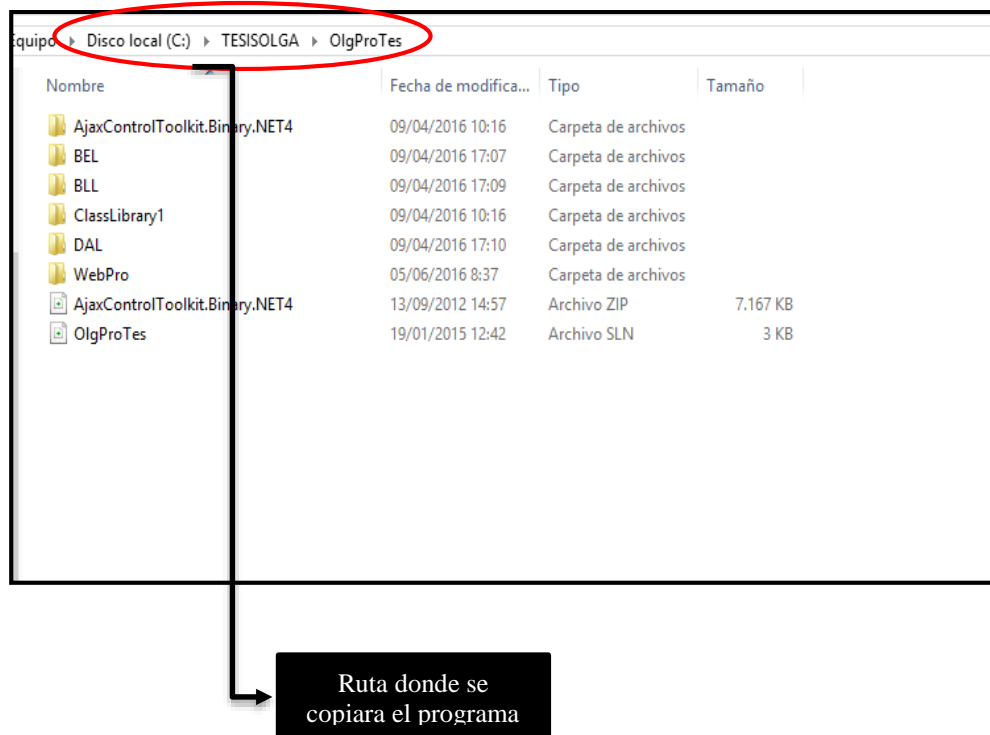 Equipo ▸ Disco local (C:) ▸ TESISOLGA ▸ OlgProTes
Nombre Fecha de modifica... Tipo Tamaño
AjaxControlToolkit.Binary.NET4 09/04/2016 10:16 Carpeta de archivos
BEL 09/04/2016 17:07 Carpeta de archivos
BLL 09/04/2016 17:09 Carpeta de archivos
ClassLibrary1 09/04/2016 10:16 Carpeta de archivos
DAL 09/04/2016 17:10 Carpeta de archivos
WebPro 05/06/2016 8:37 Carpeta de archivos
AjaxControlToolkit.Binary.NET4 13/09/2012 14:57 Archivo ZIP 7.167 KB
OlgProTes 19/01/2015 12:42 Archivo SLN 3 KB
Ruta donde se
copiara el programa